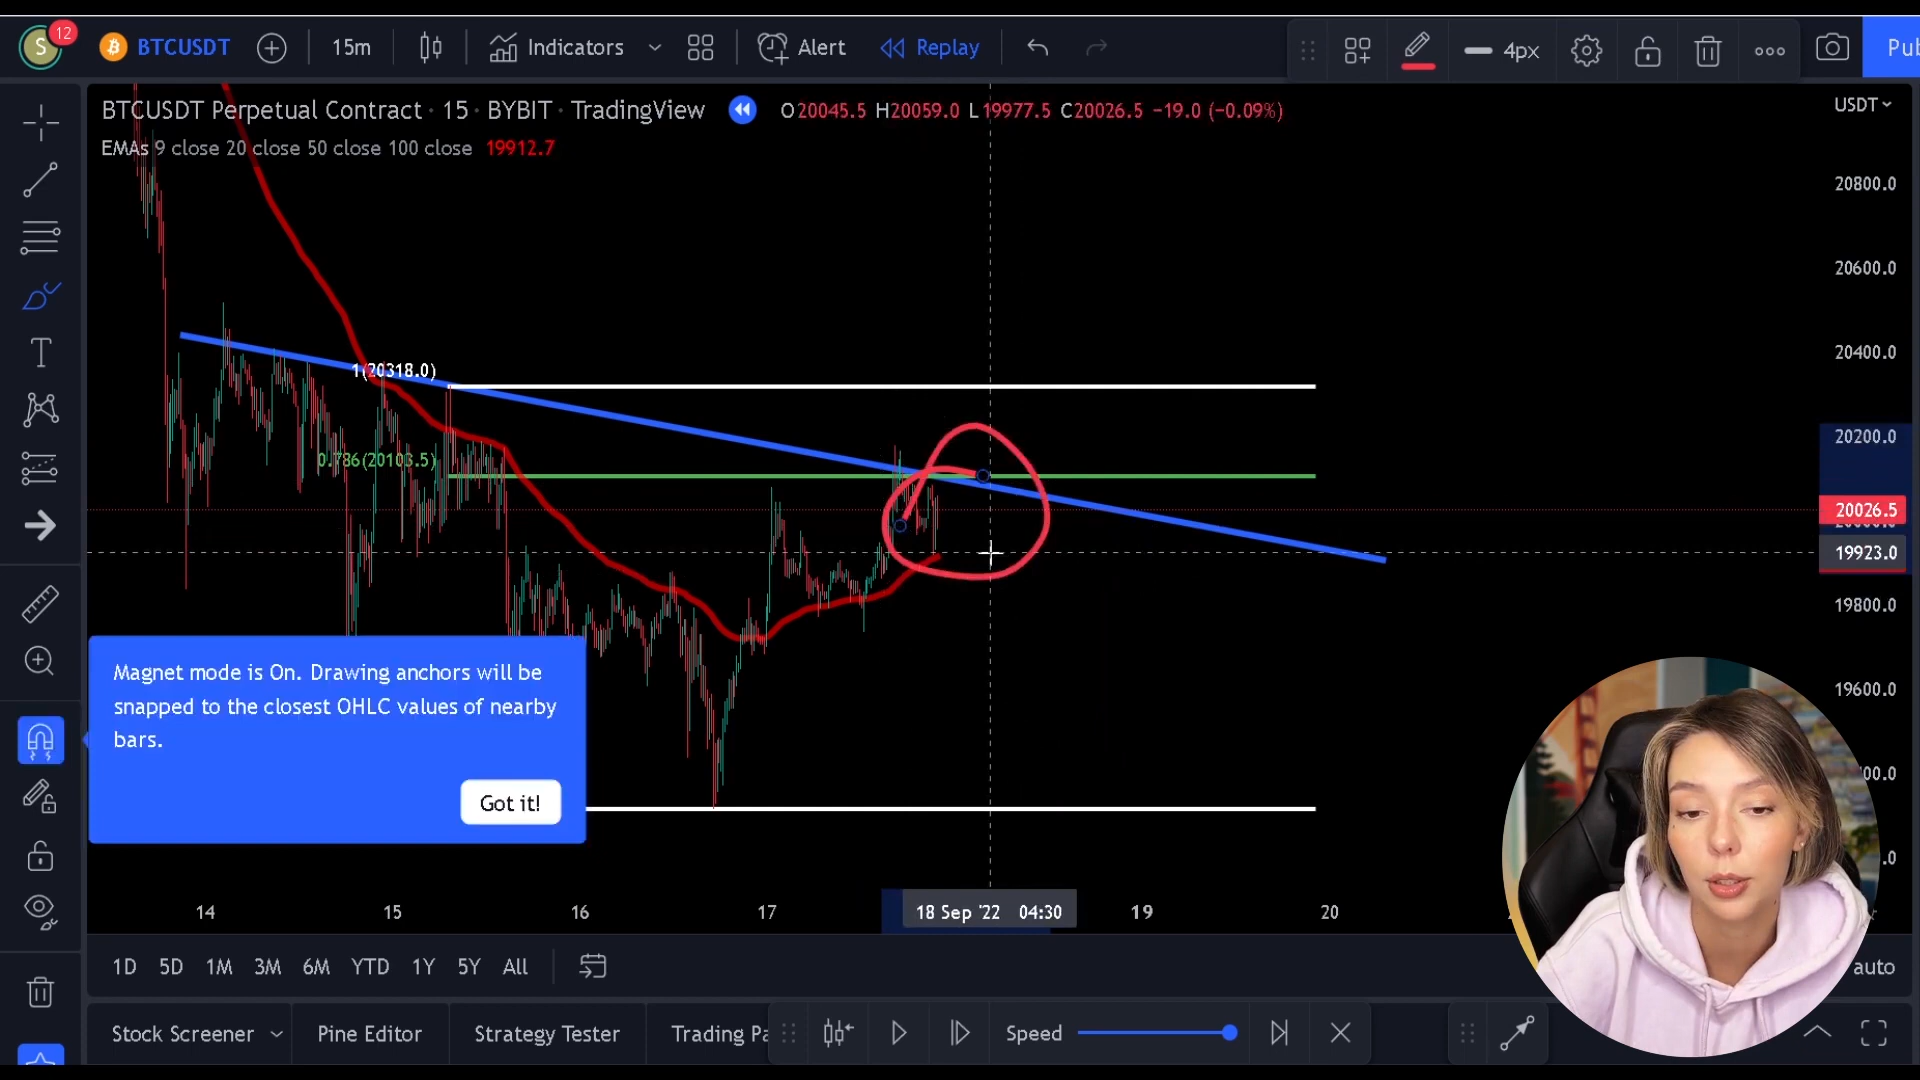 S
12
BTCUSDT
15m
Indicators
Alert
Replay
4px
BTCUSDT Perpetual Contract · 15 · BYBIT · TradingView
O20045.5 H20059.0 L19977.5 C20026.5 −19.0 (−0.09%)
USDT
EMAs 9 close 20 close 50 close 100 close 19912.7
20800.0
20600.0
20400.0
1(20318.0)
20200.0
0.786(20103.5)
20026.5
19923.0
19800.0
19600.0
Magnet mode is On. Drawing anchors will be
snapped to the closest OHLC values of nearby
bars.
Got it!
14 15 16 17 18 Sep '22 04:30 19 20
1D 5D 1M 3M 6M YTD 1Y 5Y All
auto
Stock Screener
Pine Editor
Strategy Tester
Trading
Speed